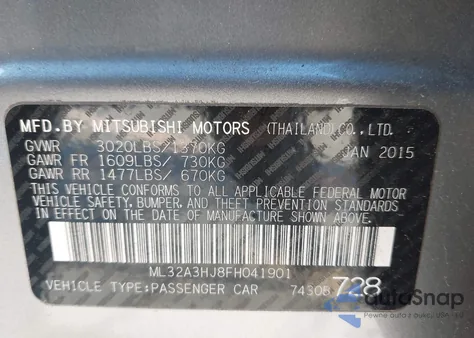 MFD.BY MITSUBISHI MOTORS (THAILAND)CO.,LTD.
GVWR 3020LBS/1370KG JAN 2015
GAWR FR 1609LBS/ 730KG
GAWR RR 1477LBS/ 670KG
THIS VEHICLE CONFORMS TO ALL APPLICABLE FEDERAL MOTOR
VEHICLE SAFETY, BUMPER, AND THEFT PREVENTION STANDARDS
IN EFFECT ON THE DATE OF MANUFACTURE SHOWN ABOVE.
ML32A3HJ8FH041901
VEHICLE TYPE:PASSENGER CAR 74308 728
AutoSnap